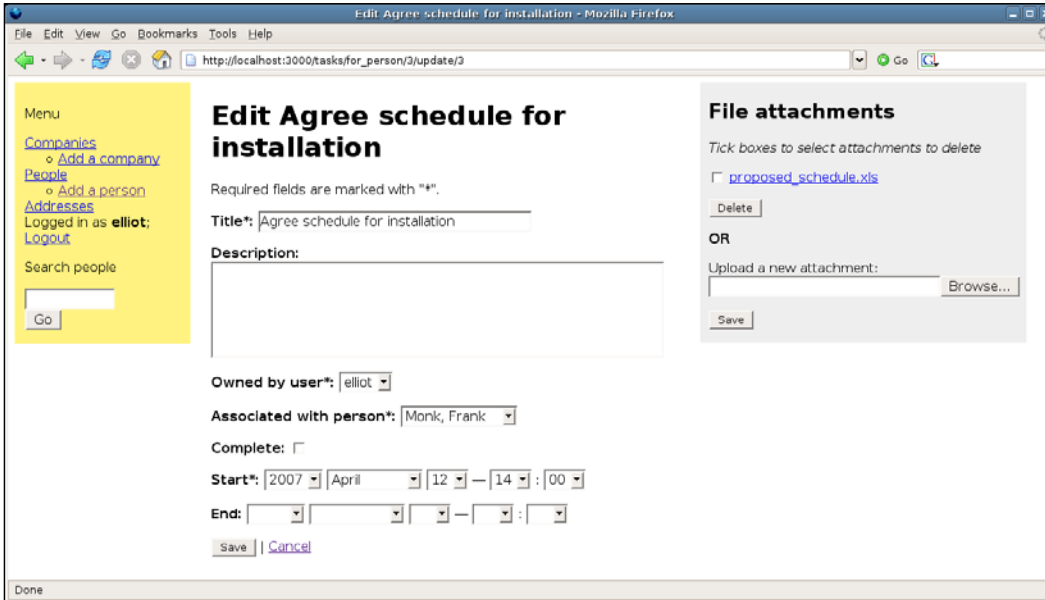 Edit Agree schedule for installation - Mozilla Firefox
File Edit View Go Bookmarks Tools Help
http://localhost:3000/tasks/for_person/3/update/3
Go
Menu
Companies
Add a company
People
Add a person
Addresses
Logged in as elliot;
Logout
Search people
Go
Edit Agree schedule for
installation
Required fields are marked with "*".
Title*: Agree schedule for installation
Description:
Owned by user*: elliot
Associated with person*: Monk, Frank
Complete:
Start*: 2007 April 12 — 14 : 00
End: — :
Save | Cancel
File attachments
Tick boxes to select attachments to delete
proposed_schedule.xls
Delete
OR
Upload a new attachment:
Browse...
Save
Done